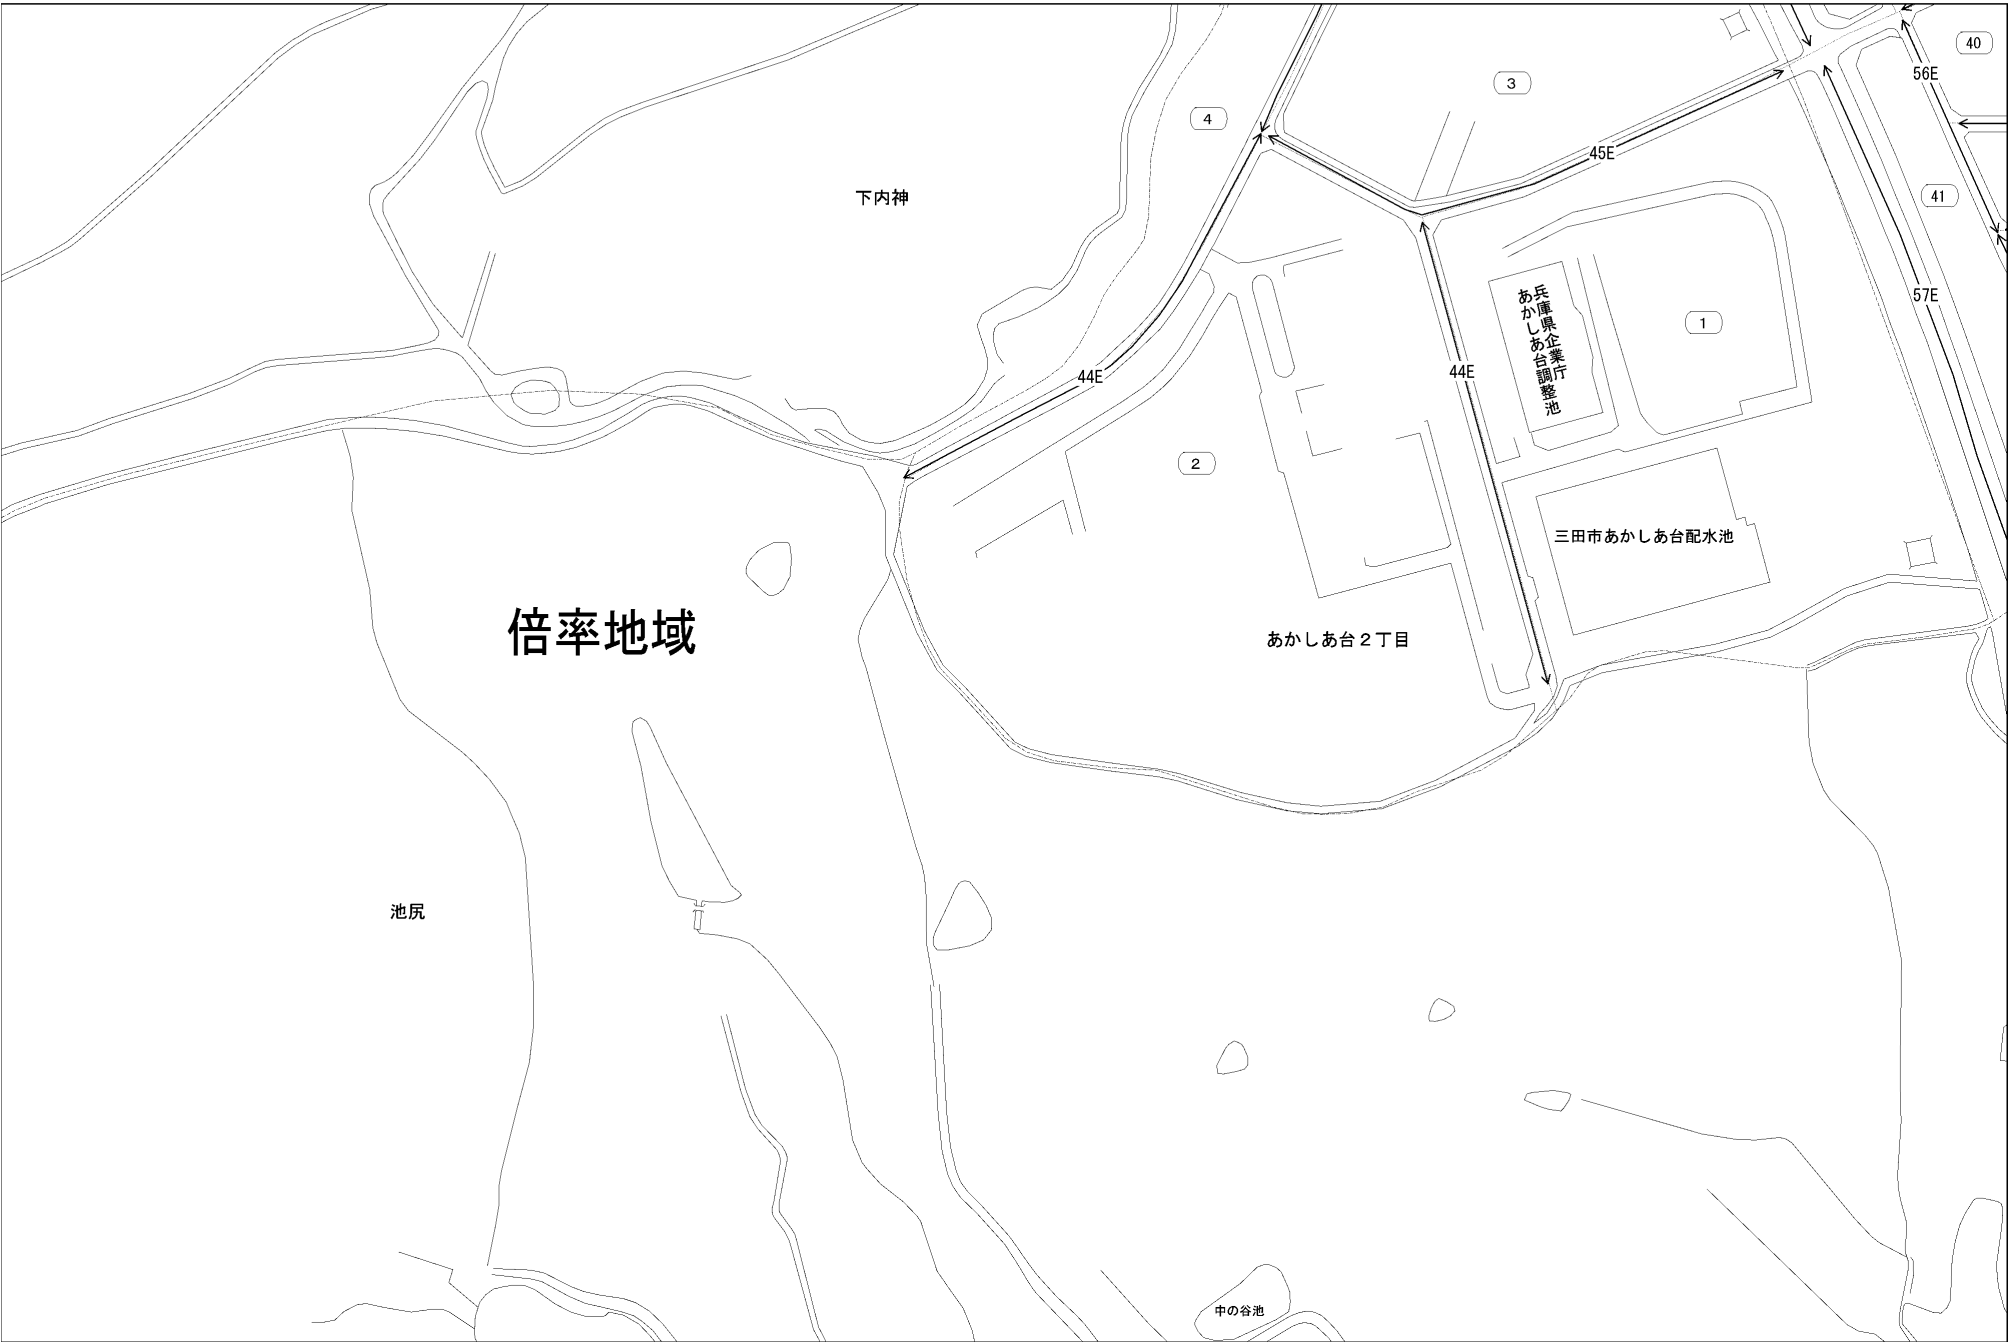 40
56E
3
4
45E
下内神
41
57E
兵庫県企業庁
あかしあ台調整池
1
44E
44E
2
三田市あかしあ台配水池
倍率地域
あかしあ台2丁目
池尻
中の谷池